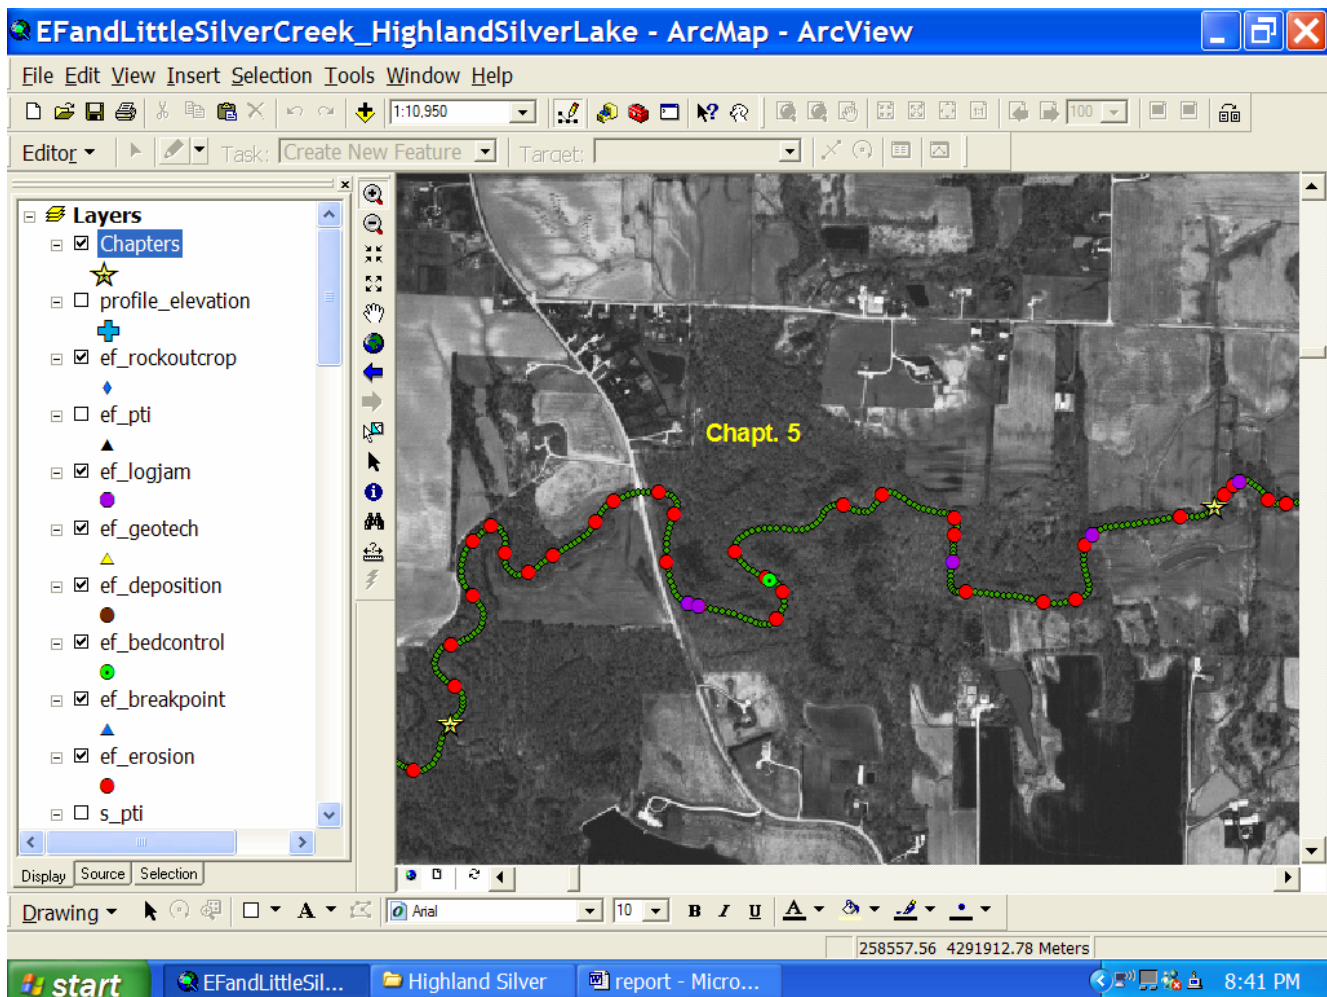 EFandLittleSilverCreek_HighlandSilverLake - ArcMap - ArcView
File Edit View Insert Selection Tools Window Help
1:10,950
100
Editor Task: Create New Feature Target:
Layers
Chapters
profile_elevation
ef_rockoutcrop
ef_pti
ef_logjam
ef_geotech
ef_deposition
ef_bedcontrol
ef_breakpoint
ef_erosion
s_pti
Chapt. 5
Display Source Selection
Drawing A Arial 10 B I U A
258557.56 4291912.78 Meters
start EFandLittleSil... Highland Silver report - Micro... 8:41 PM